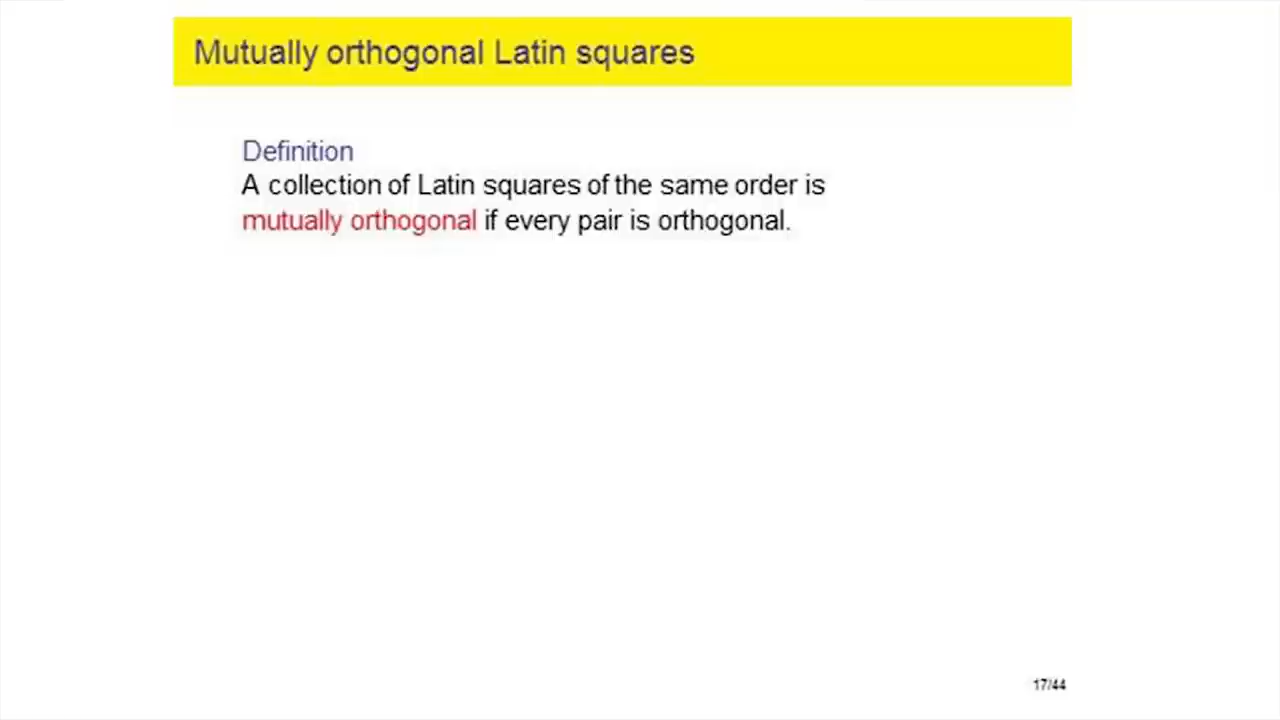 Mutually orthogonal Latin squares
Definition
A collection of Latin squares of the same order is
mutually orthogonal if every pair is orthogonal.
17/44